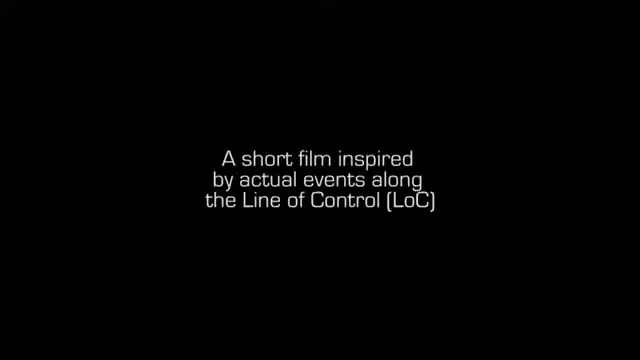 A short film inspired
by actual events along
the Line of Control (LoC)